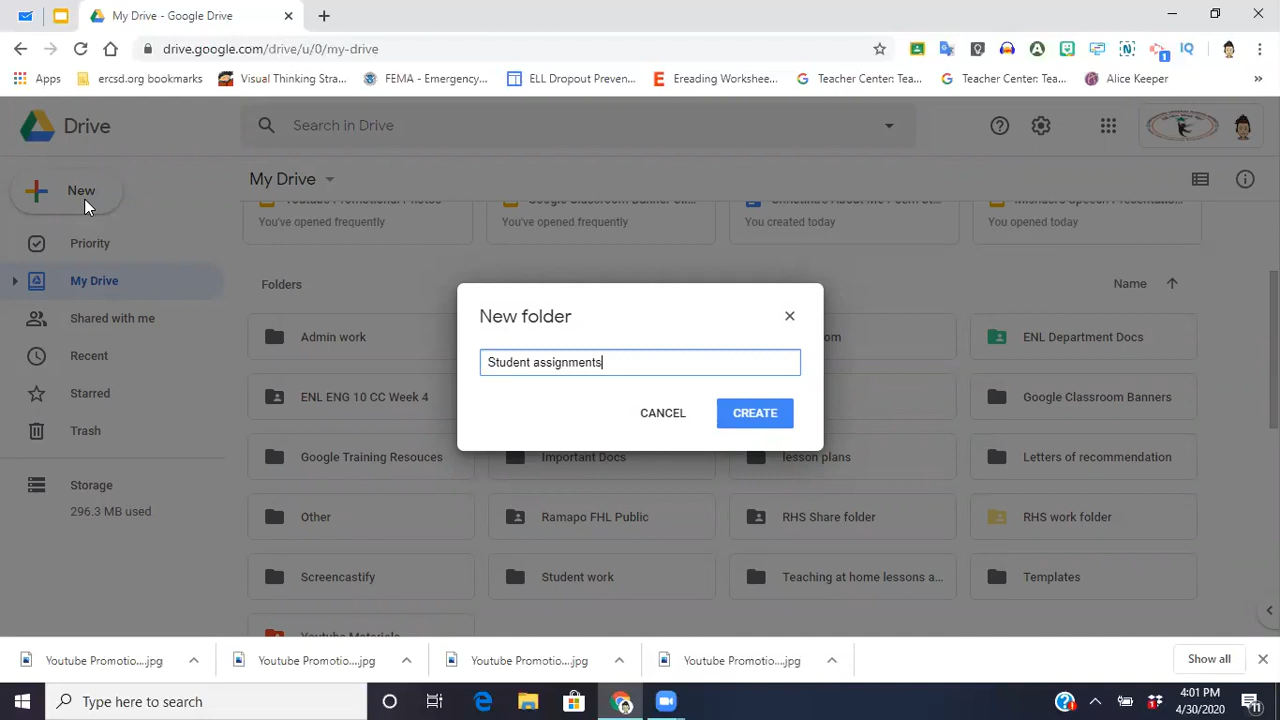 My Drive - Google Drive
drive.google.com/drive/u/0/my-drive
Apps
ercsd.org bookmarks
Visual Thinking Stra...
FEMA - Emergency...
ELL Dropout Preven...
Ereading Workshee...
Teacher Center: Tea...
Teacher Center: Tea...
Alice Keeper
»
Drive
Search in Drive
New
My Drive
Youtube Promotional Photos
You've opened frequently
You've opened frequently
You created today
You opened today
Priority
My Drive
Shared with me
Recent
Starred
Trash
Storage
296.3 MB used
Folders
Name
Admin work
ENL Department Docs
ENL ENG 10 CC Week 4
Google Classroom Banners
Google Training Resouces
Important Docs
lesson plans
Letters of recommendation
Other
Ramapo FHL Public
RHS Share folder
RHS work folder
Screencastify
Student work
Teaching at home lessons a...
Templates
Youtube Materials
New folder
Student assignments
CANCEL
CREATE
Youtube Promotio....jpg
Youtube Promotio....jpg
Youtube Promotio....jpg
Youtube Promotio....jpg
Show all
Type here to search
4:01 PM
4/30/2020